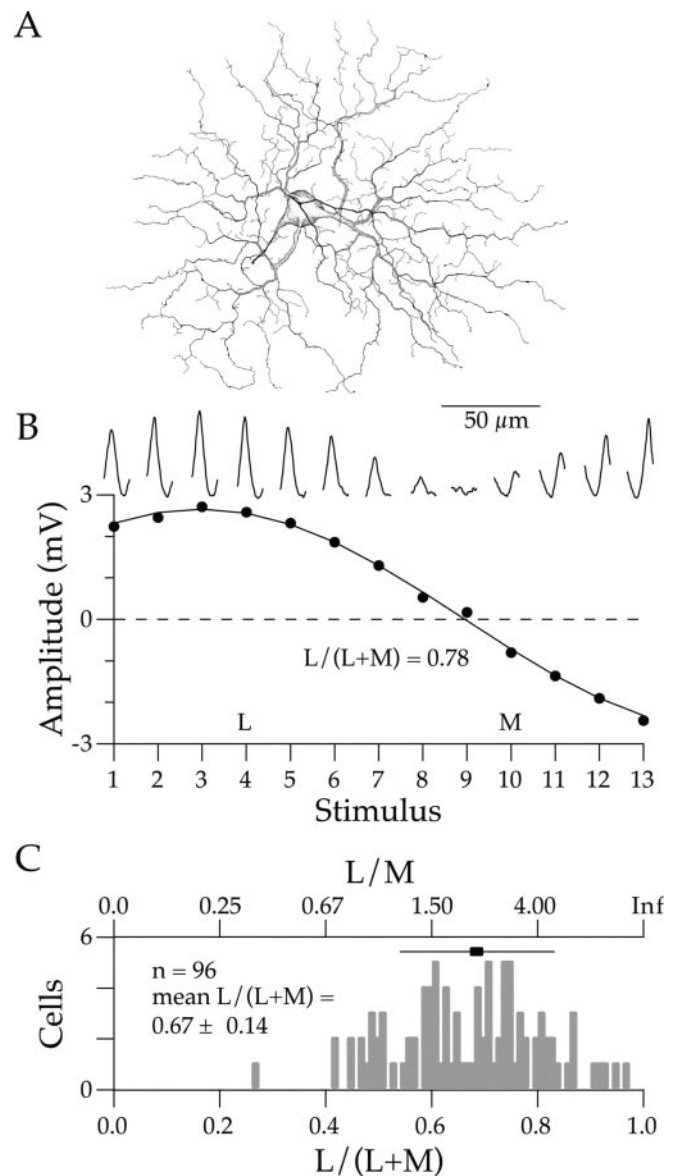 A
50 μm
B
3
0
-3
Amplitude (mV)
L/(L+M) = 0.78
L
M
1 2 3 4 5 6 7 8 9 10 11 12 13
Stimulus
C
L/M
0.0 0.25 0.67 1.50 4.00 Inf
6
0
Cells
n = 96
mean L/(L+M) =
0.67 ± 0.14
0.0 0.2 0.4 0.6 0.8 1.0
L/(L+M)